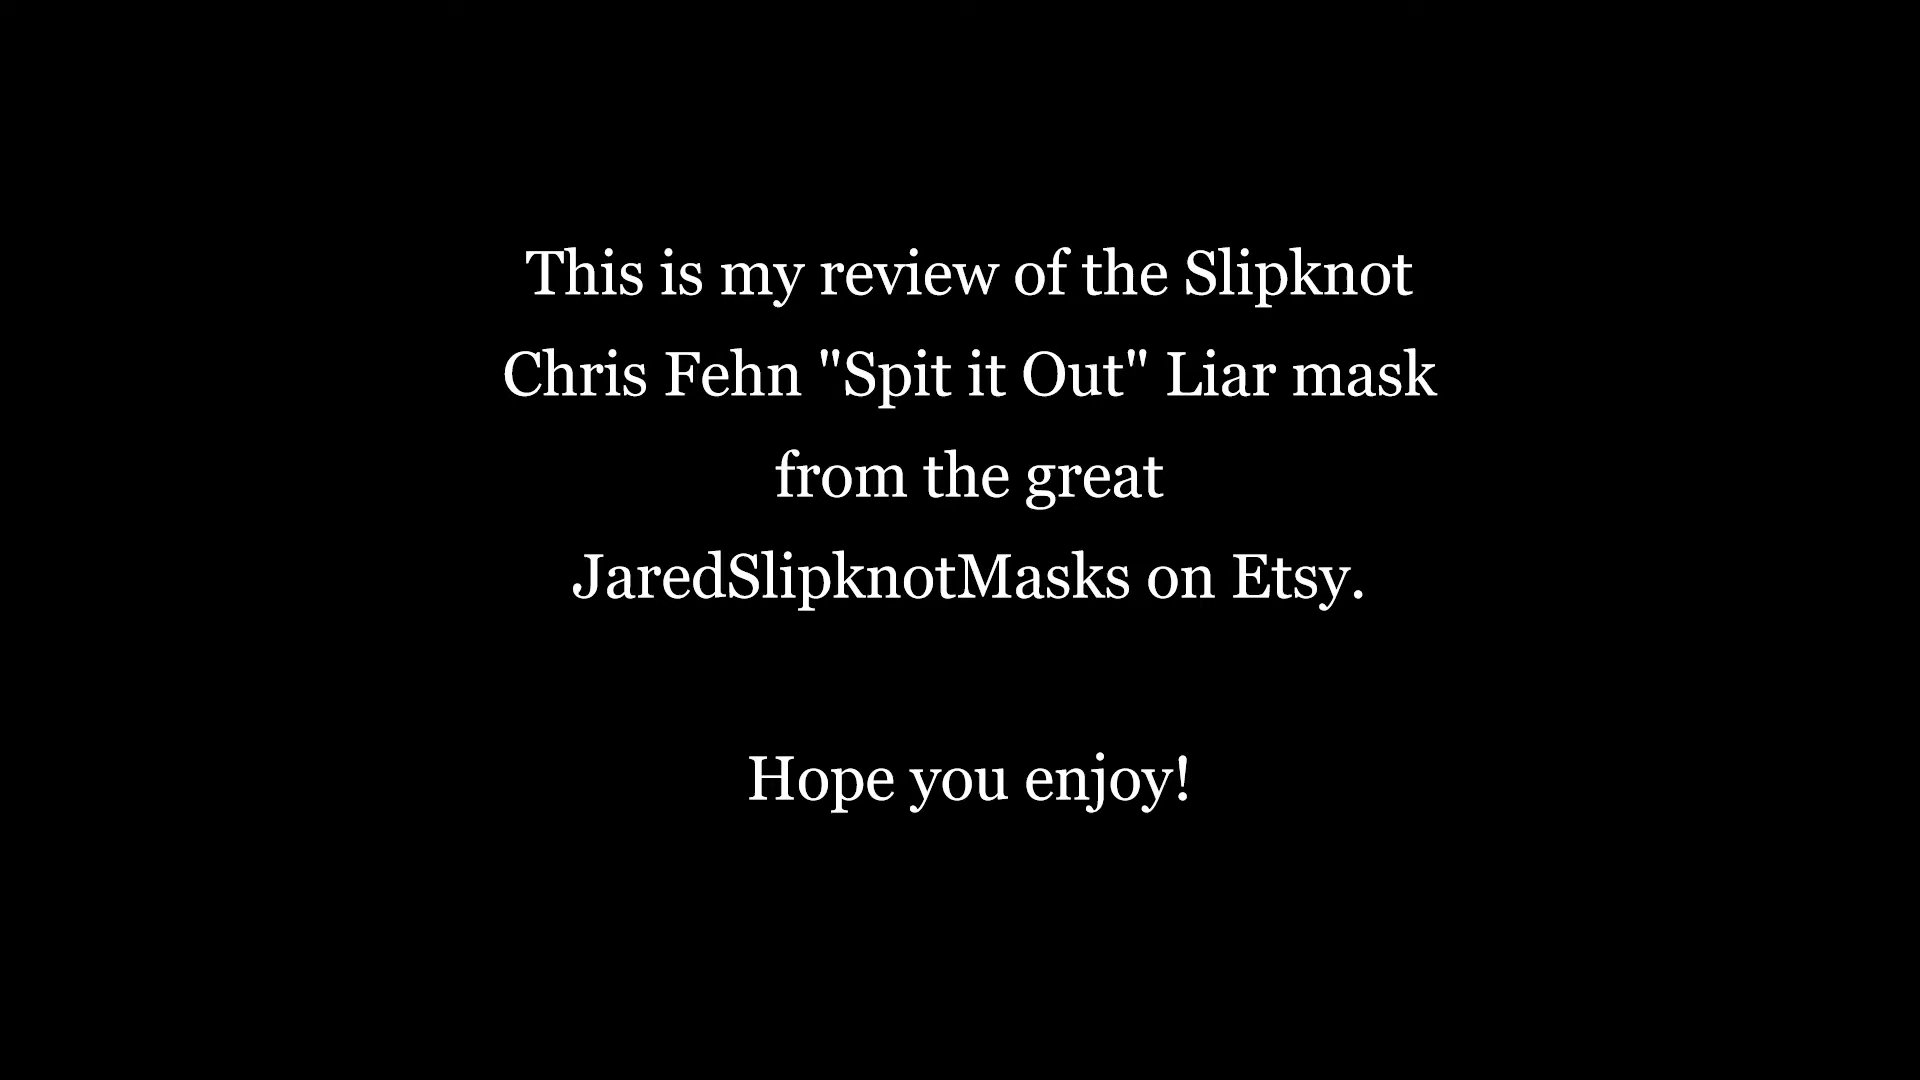 This is my review of the Slipknot
Chris Fehn "Spit it Out" Liar mask
from the great
JaredSlipknotMasks on Etsy.
Hope you enjoy!